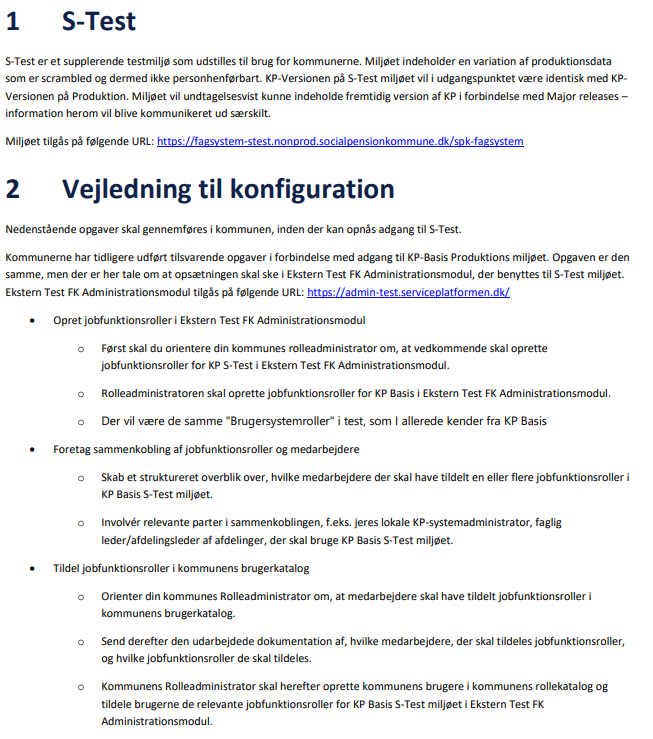 1 S-Test
S-Test er et supplerende testmiljø som udstilles til brug for kommunerne. Miljøet indeholder en variation af produktionsdata
som er scrambled og dermed ikke personhenførbart. KP-Versionen på S-Test miljøet vil i udgangspunktet være identisk med KP-
Versionen på Produktion. Miljøet vil undtagelsesvist kunne indeholde fremtidig version af KP i forbindelse med Major releases –
information herom vil blive kommunikeret ud særskilt.
Miljøet tilgås på følgende URL: https://fagsystem-stest.nonprod.socialpensionkommune.dk/spk-fagsystem
2 Vejledning til konfiguration
Nedenstående opgaver skal gennemføres i kommunen, inden der kan opnås adgang til S-Test.
Kommunerne har tidligere udført tilsvarende opgaver i forbindelse med adgang til KP-Basis Produktions miljøet. Opgaven er den
samme, men der er her tale om at opsætningen skal ske i Ekstern Test FK Administrationsmodul, der benyttes til S-Test miljøet.
Ekstern Test FK Administrationsmodul tilgås på følgende URL: https://admin-test.serviceplatformen.dk/
• Opret jobfunktionsroller i Ekstern Test FK Administrationsmodul
o Først skal du orientere din kommunes rolleadministrator om, at vedkommende skal oprette
jobfunktionsroller for KP S-Test i Ekstern Test FK Administrationsmodul.
o Rolleadministratoren skal oprette jobfunktionsroller for KP Basis i Ekstern Test FK Administrationsmodul.
o Der vil være de samme "Brugersystemroller" i test, som I allerede kender fra KP Basis
• Foretag sammenkobling af jobfunktionsroller og medarbejdere
o Skab et struktureret overblik over, hvilke medarbejdere der skal have tildelt en eller flere jobfunktionsroller i
KP Basis S-Test miljøet.
o Involvér relevante parter i sammenkoblingen, f.eks. jeres lokale KP-systemadministrator, faglig
leder/afdelingsleder af afdelinger, der skal bruge KP Basis S-Test miljøet.
• Tildel jobfunktionsroller i kommunens brugerkatalog
o Orienter din kommunes Rolleadministrator om, at medarbejdere skal have tildelt jobfunktionsroller i
kommunens brugerkatalog.
o Send derefter den udarbejdede dokumentation af, hvilke medarbejdere, der skal tildeles jobfunktionsroller,
og hvilke jobfunktionsroller de skal tildeles.
o Kommunens Rolleadministrator skal herefter oprette kommunens brugere i kommunens rollekatalog og
tildele brugerne de relevante jobfunktionsroller for KP Basis S-Test miljøet i Ekstern Test FK
Administrationsmodul.